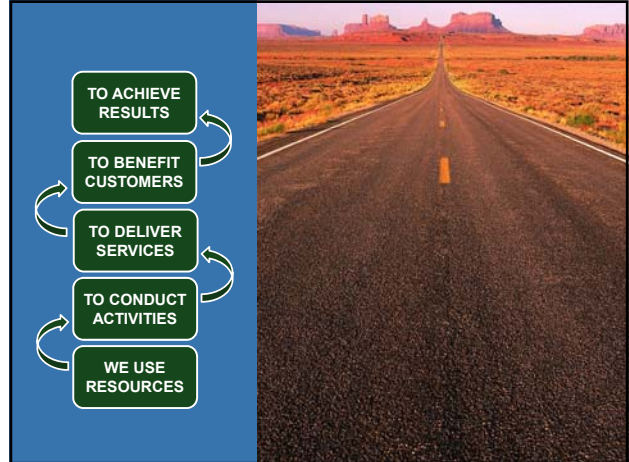 TO ACHIEVE
RESULTS
TO BENEFIT
CUSTOMERS
TO DELIVER
SERVICES
TO CONDUCT
ACTIVITIES
WE USE
RESOURCES